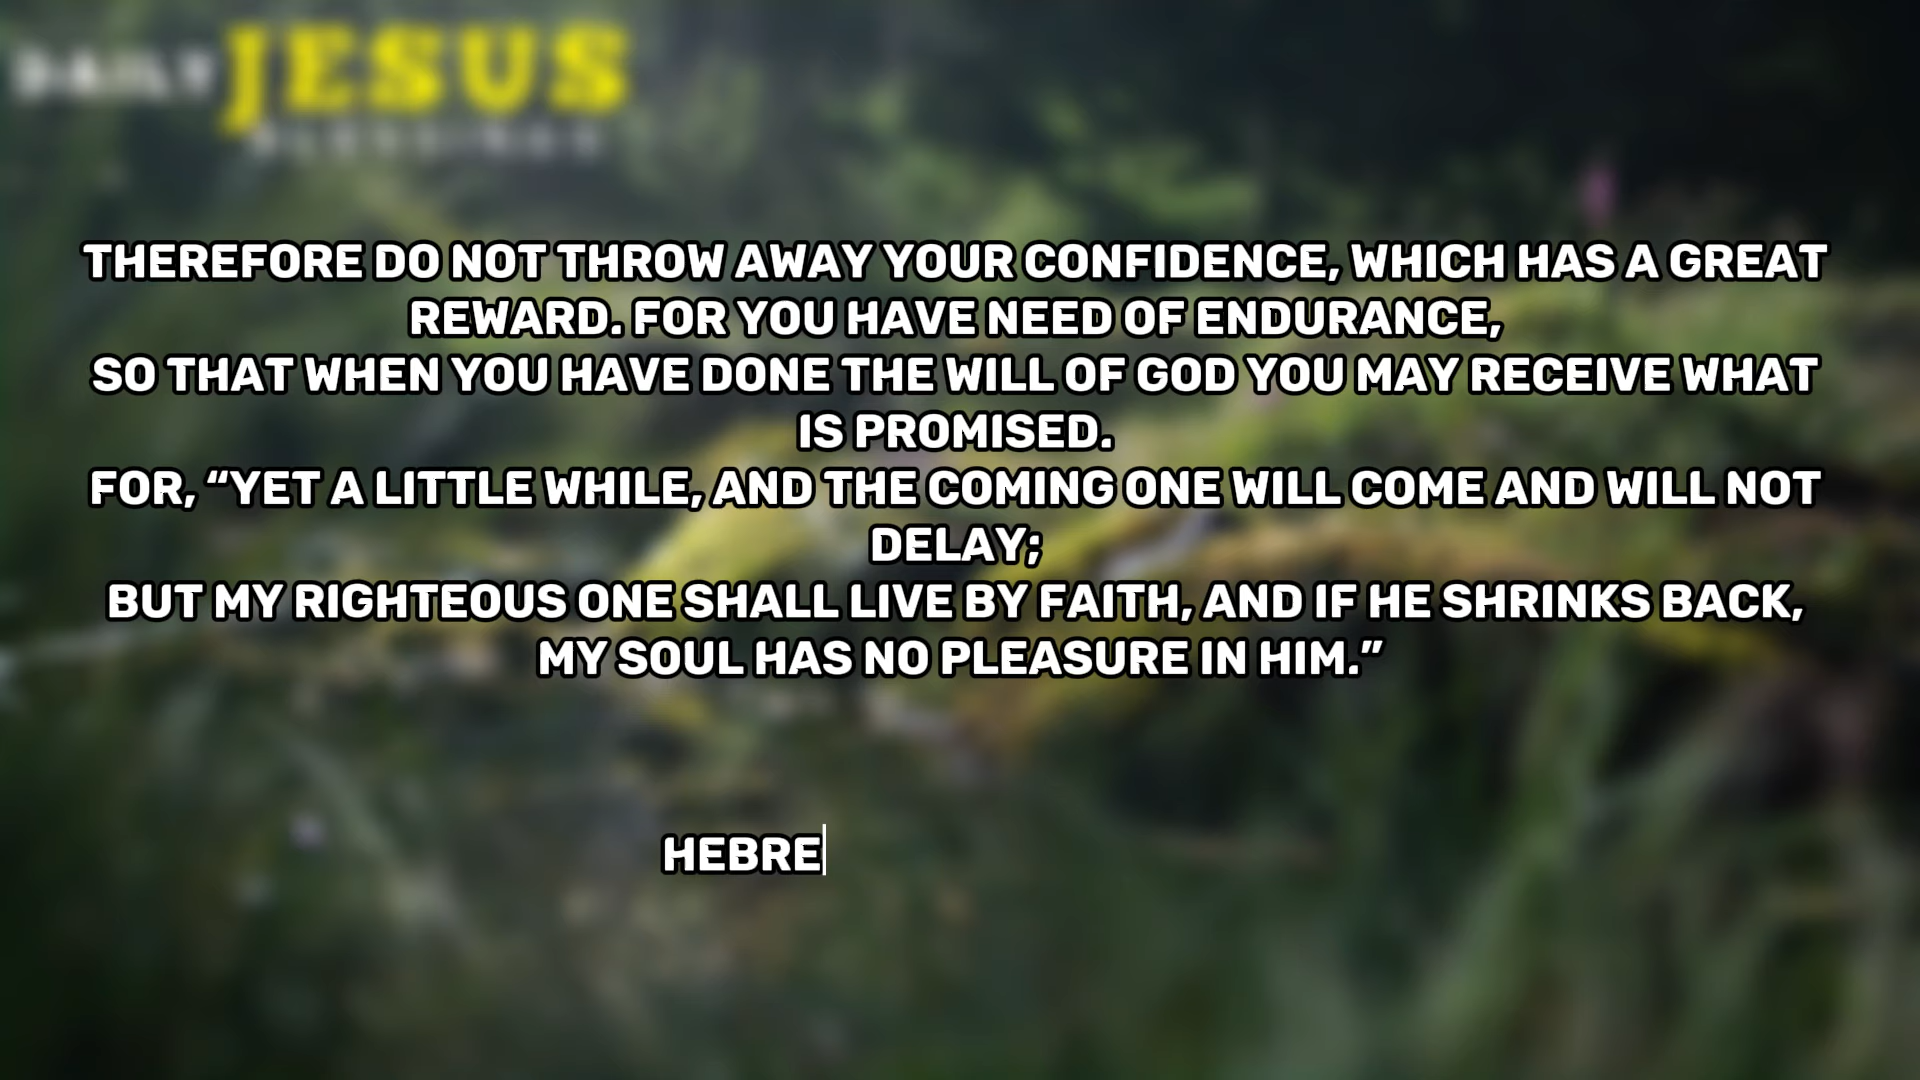 DAILY JESUS
BLESSINGS
THEREFORE DO NOT THROW AWAY YOUR CONFIDENCE, WHICH HAS A GREAT
REWARD. FOR YOU HAVE NEED OF ENDURANCE,
SO THAT WHEN YOU HAVE DONE THE WILL OF GOD YOU MAY RECEIVE WHAT
IS PROMISED.
FOR, “YET A LITTLE WHILE, AND THE COMING ONE WILL COME AND WILL NOT
DELAY;
BUT MY RIGHTEOUS ONE SHALL LIVE BY FAITH, AND IF HE SHRINKS BACK,
MY SOUL HAS NO PLEASURE IN HIM.”
HEBRE